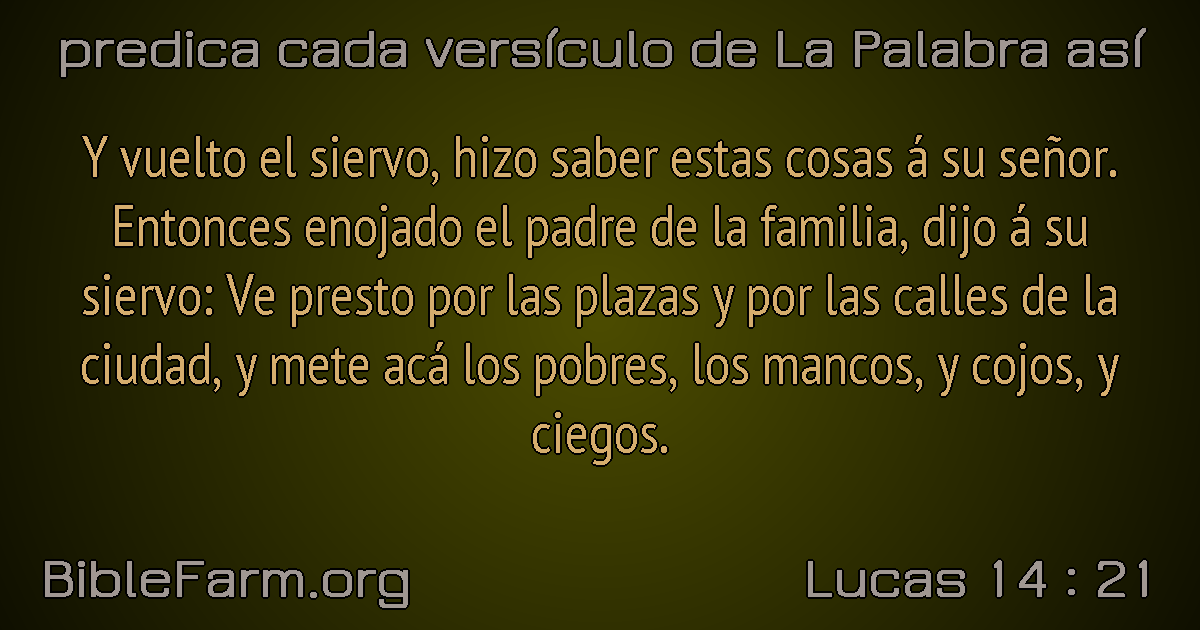 predica cada versículo de La Palabra así
Y vuelto el siervo, hizo saber estas cosas á su señor.
Entonces enojado el padre de la familia, dijo á su
siervo: Ve presto por las plazas y por las calles de la
ciudad, y mete acá los pobres, los mancos, y cojos, y
ciegos.
BibleFarm.org
Lucas 14 : 21